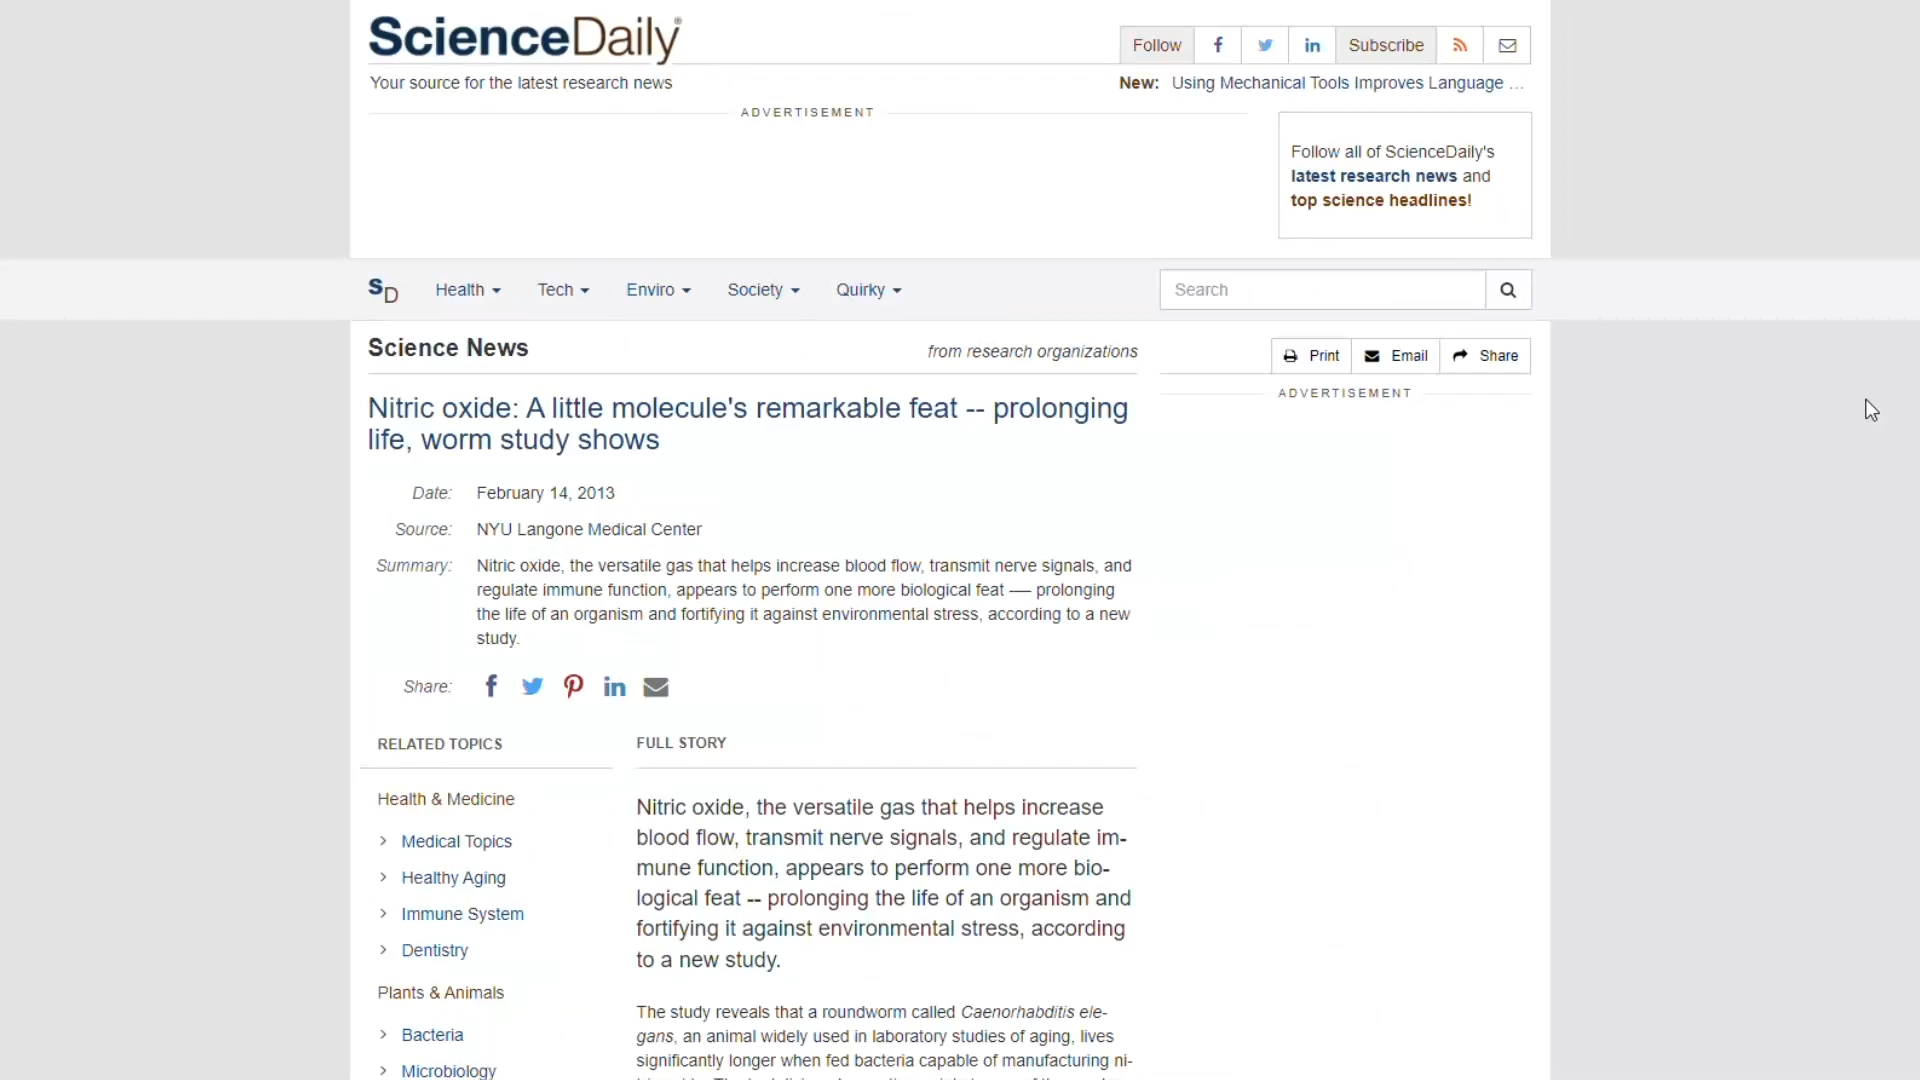 ScienceDaily®
Follow Subscribe
Your source for the latest research news
New: Using Mechanical Tools Improves Language ...
ADVERTISEMENT
Follow all of ScienceDaily's
latest research news and
top science headlines!
SD Health Tech Enviro Society Quirky Search
Science News
from research organizations
Print Email Share
ADVERTISEMENT
Nitric oxide: A little molecule's remarkable feat -- prolonging
life, worm study shows
Date: February 14, 2013
Source: NYU Langone Medical Center
Summary: Nitric oxide, the versatile gas that helps increase blood flow, transmit nerve signals, and
regulate immune function, appears to perform one more biological feat — prolonging
the life of an organism and fortifying it against environmental stress, according to a new
study.
Share:
RELATED TOPICS
Health & Medicine
Medical Topics
Healthy Aging
Immune System
Dentistry
Plants & Animals
Bacteria
Microbiology
FULL STORY
Nitric oxide, the versatile gas that helps increase
blood flow, transmit nerve signals, and regulate im-
mune function, appears to perform one more bio-
logical feat -- prolonging the life of an organism and
fortifying it against environmental stress, according
to a new study.
The study reveals that a roundworm called Caenorhabditis ele-
gans, an animal widely used in laboratory studies of aging, lives
significantly longer when fed bacteria capable of manufacturing ni-